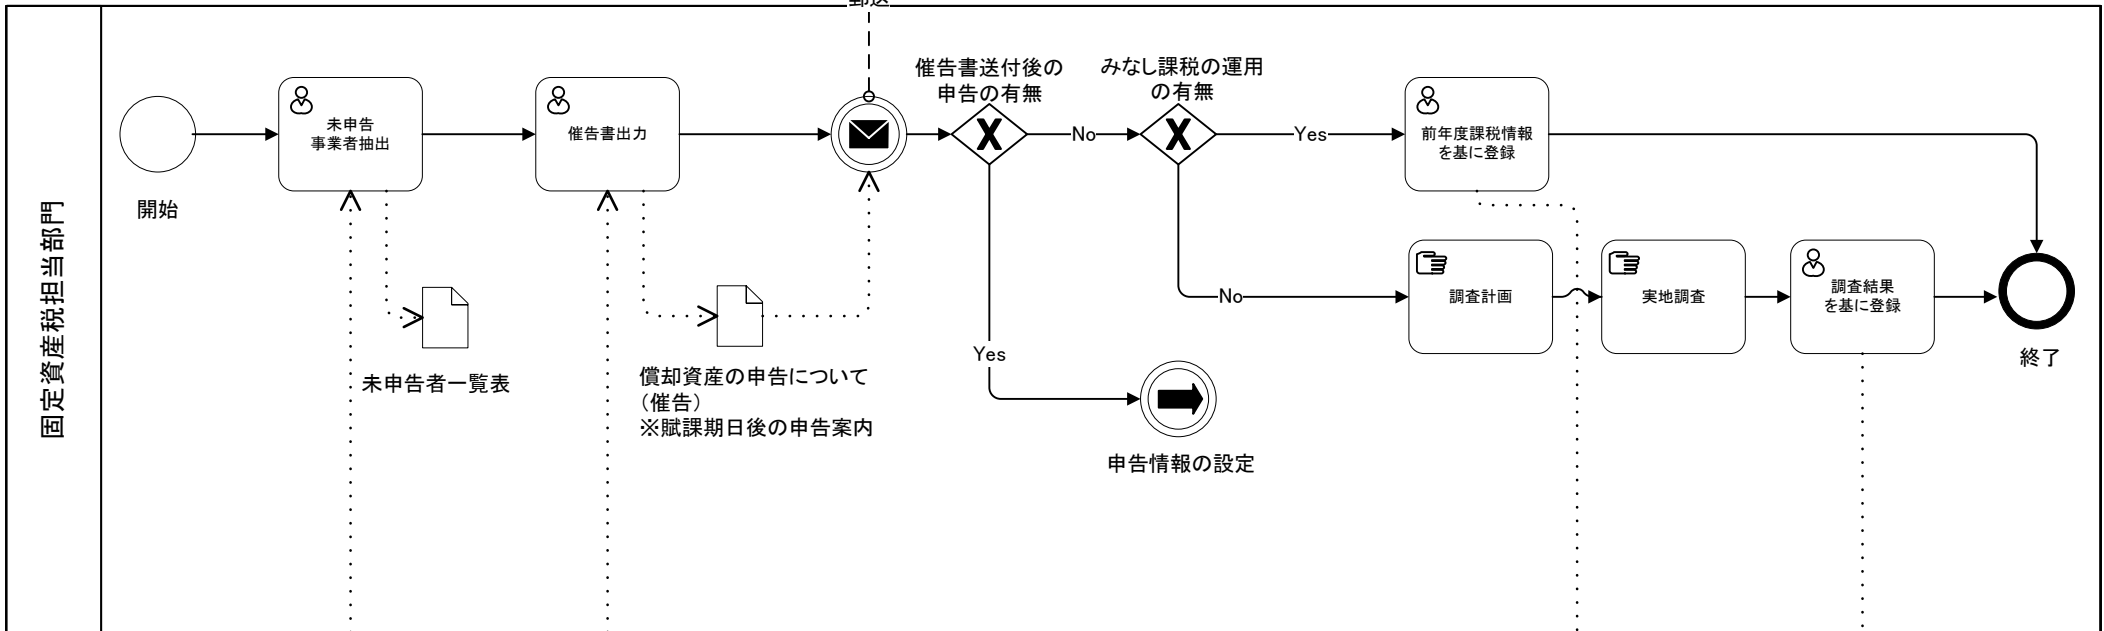 固定資産税担当部門
開始
未申告
事業者抽出
未申告者一覧表
催告書出力
償却資産の申告について
（催告）
※賦課期日後の申告案内
催告書送付後の
申告の有無
No
Yes
申告情報の設定
みなし課税の運用
の有無
Yes
No
前年度課税情報
を基に登録
調査計画
実地調査
調査結果
を基に登録
終了